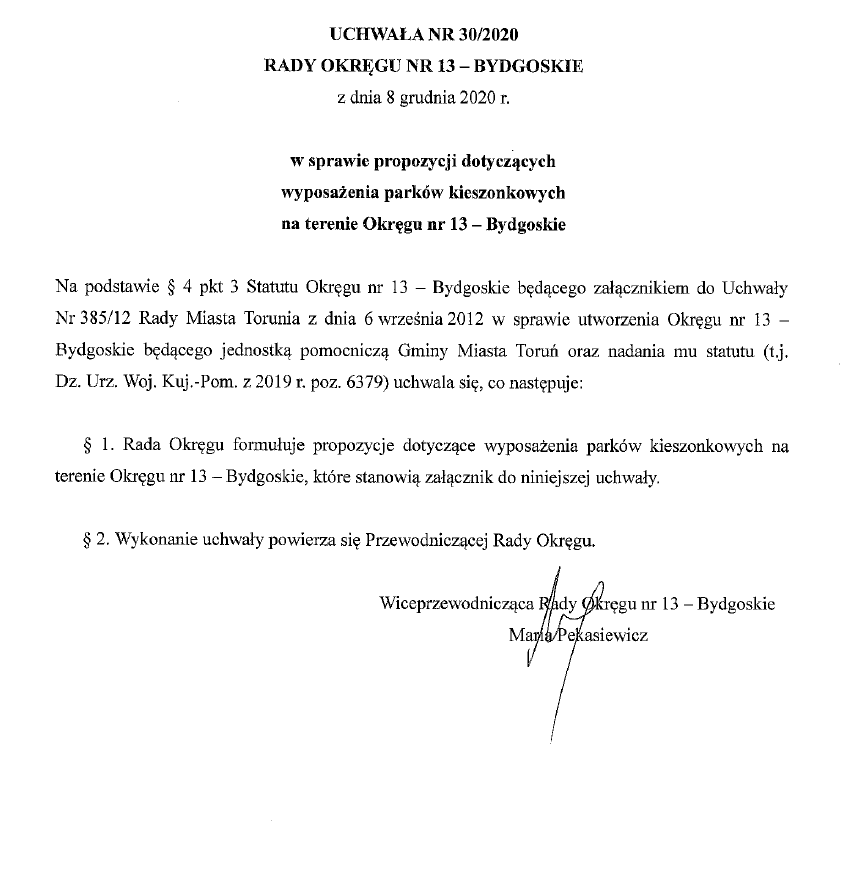 UCHWAŁA NR 30/2020
RADY OKRĘGU NR 13 – BYDGOSKIE
z dnia 8 grudnia 2020 r.
w sprawie propozycji dotyczących
wyposażenia parków kieszonkowych
na terenie Okręgu nr 13 – Bydgoskie
Na podstawie § 4 pkt 3 Statutu Okręgu nr 13 – Bydgoskie będącego załącznikiem do Uchwały
Nr 385/12 Rady Miasta Torunia z dnia 6 września 2012 w sprawie utworzenia Okręgu nr 13 –
Bydgoskie będącego jednostką pomocniczą Gminy Miasta Toruń oraz nadania mu statutu (t.j.
Dz. Urz. Woj. Kuj.-Pom. z 2019 r. poz. 6379) uchwala się, co następuje:
§ 1. Rada Okręgu formułuje propozycje dotyczące wyposażenia parków kieszonkowych na
terenie Okręgu nr 13 – Bydgoskie, które stanowią załącznik do niniejszej uchwały.
§ 2. Wykonanie uchwały powierza się Przewodniczącej Rady Okręgu.
Wiceprzewodnicząca Rady Okręgu nr 13 – Bydgoskie
Maria Pekasiewicz